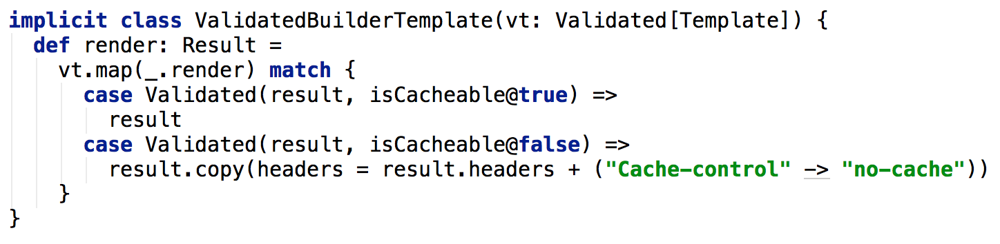 implicit class ValidatedBuilderTemplate(vt: Validated[Template]) {
  def render: Result =
    vt.map(_.render) match {
      case Validated(result, isCacheable@true) =>
        result
      case Validated(result, isCacheable@false) =>
        result.copy(headers = result.headers + ("Cache-control" -> "no-cache"))
    }
}